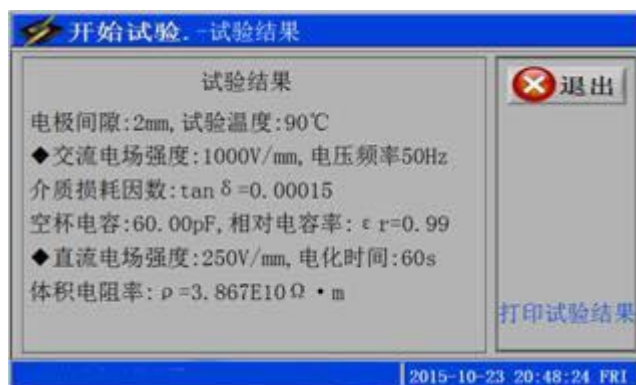 开始试验.-试验结果
试验结果
电极间隙:2mm,试验温度:90℃
◆交流电场强度:1000V/mm,电压频率50Hz
介质损耗因数:tanδ=0.00015
空杯电容:60.00pF,相对电容率:εr=0.99
◆直流电场强度:250V/mm,电化时间:60s
体积电阻率:ρ=3.867E10Ω·m
退出
打印试验结果
2015-10-23 20:48:24 FRI